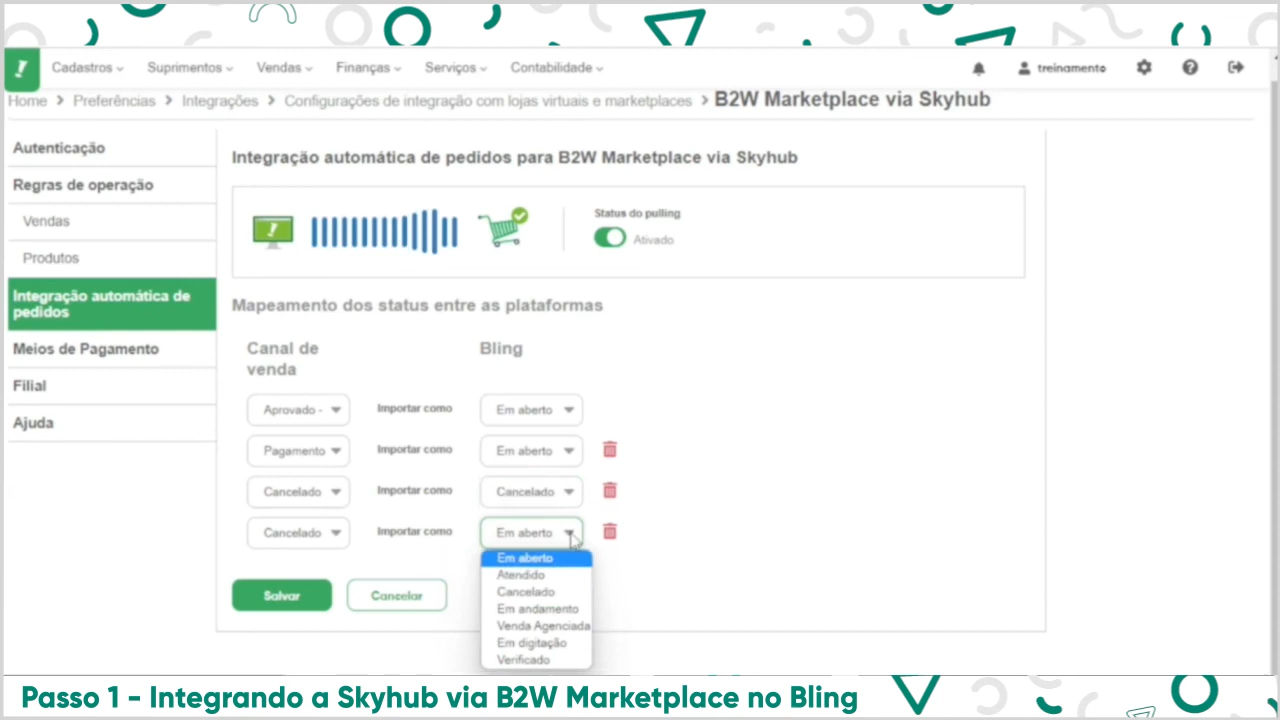 Cadastros Suprimentos Vendas Finanças Serviços Contabilidade treinamento
Home > Preferências > Integrações > Configurações de integração com lojas virtuais e marketplaces > B2W Marketplace via Skyhub
Autenticação
Regras de operação
Vendas
Produtos
Integração automática de
pedidos
Meios de Pagamento
Filial
Ajuda
Integração automática de pedidos para B2W Marketplace via Skyhub
Status do pulling
Ativado
Mapeamento dos status entre as plataformas
Canal de
venda
Bling
Aprovado - Importar como Em aberto
Pagamento Importar como Em aberto
Cancelado Importar como Cancelado
Cancelado Importar como Em aberto
Em aberto
Atendido
Cancelado
Em andamento
Venda Agenciada
Em digitação
Verificado
Salvar Cancelar
Passo 1 - Integrando a Skyhub via B2W Marketplace no Bling